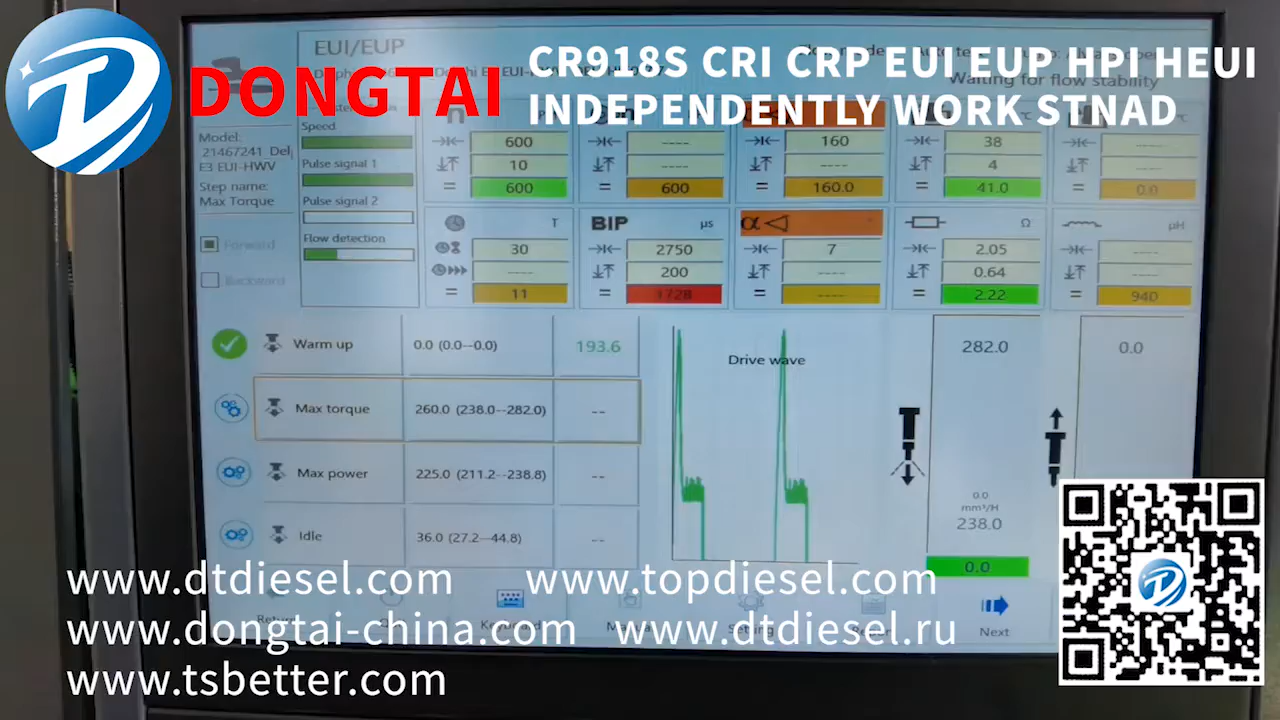 DONGTAI
CR918S CRI CRP EUI EUP HPI HEUI
INDEPENDENTLY WORK STNAD
EUI/EUP
Waiting for flow stability
Model:
21467241 Del
E3 EUI-HWV
Step name:
Max Torque
Forward
Backward
Speed
Pulse signal 1
Pulse signal 2
Flow detection
600
10
= 600
----
----
= 600
160
----
= 160.0
38
4
= 41.0
----
----
= 0.0
T
30
----
= 11
BIP µs
2750
200
= 1728
α
7
----
= ----
Ω
2.05
0.64
= 2.22
µH
----
----
= 940
Warm up 0.0 (0.0--0.0) 193.6
Max torque 260.0 (238.0--282.0) --
Max power 225.0 (211.2--238.8) --
Idle 36.0 (27.2--44.8) --
Drive wave
282.0
0.0
mm³/H
238.0
0.0
0.0
Next
www.dtdiesel.com www.topdiesel.com
www.dongtai-china.com www.dtdiesel.ru
www.tsbetter.com